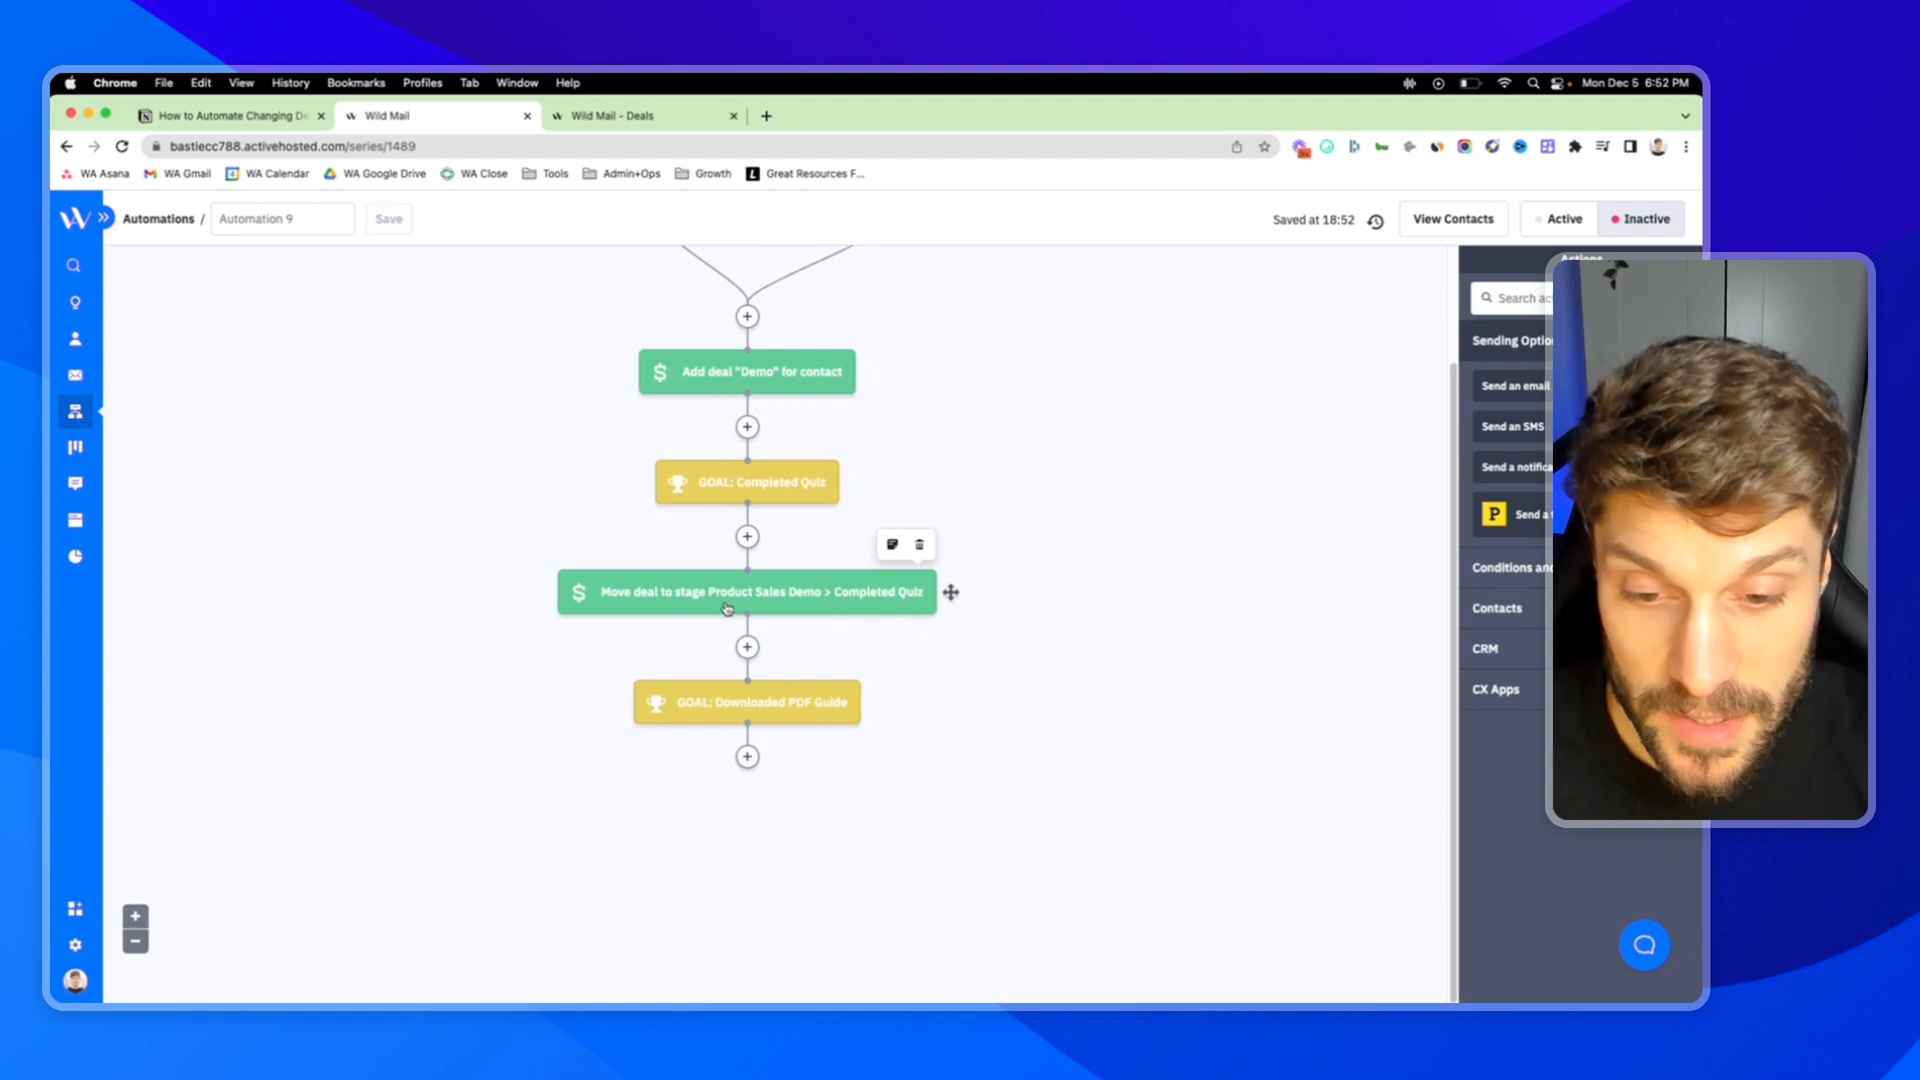 Chrome File Edit View History Bookmarks Profiles Tab Window Help
Mon Dec 5 6:52 PM
How to Automate Changing De
Wild Mail
Wild Mail - Deals
bastiecc788.activehosted.com/series/1489
WA Asana
WA Gmail
WA Calendar
WA Google Drive
WA Close
Tools
Admin+Ops
Growth
Great Resources F...
Automations /
Automation 9
Save
Saved at 18:52
View Contacts
Active
Inactive
Actions
Search ac
Sending Optio
Send an email
Send an SMS
Send a notifica
P Send a
Conditions and
Contacts
CRM
CX Apps
Add deal "Demo" for contact
GOAL: Completed Quiz
Move deal to stage Product Sales Demo > Completed Quiz
GOAL: Downloaded PDF Guide